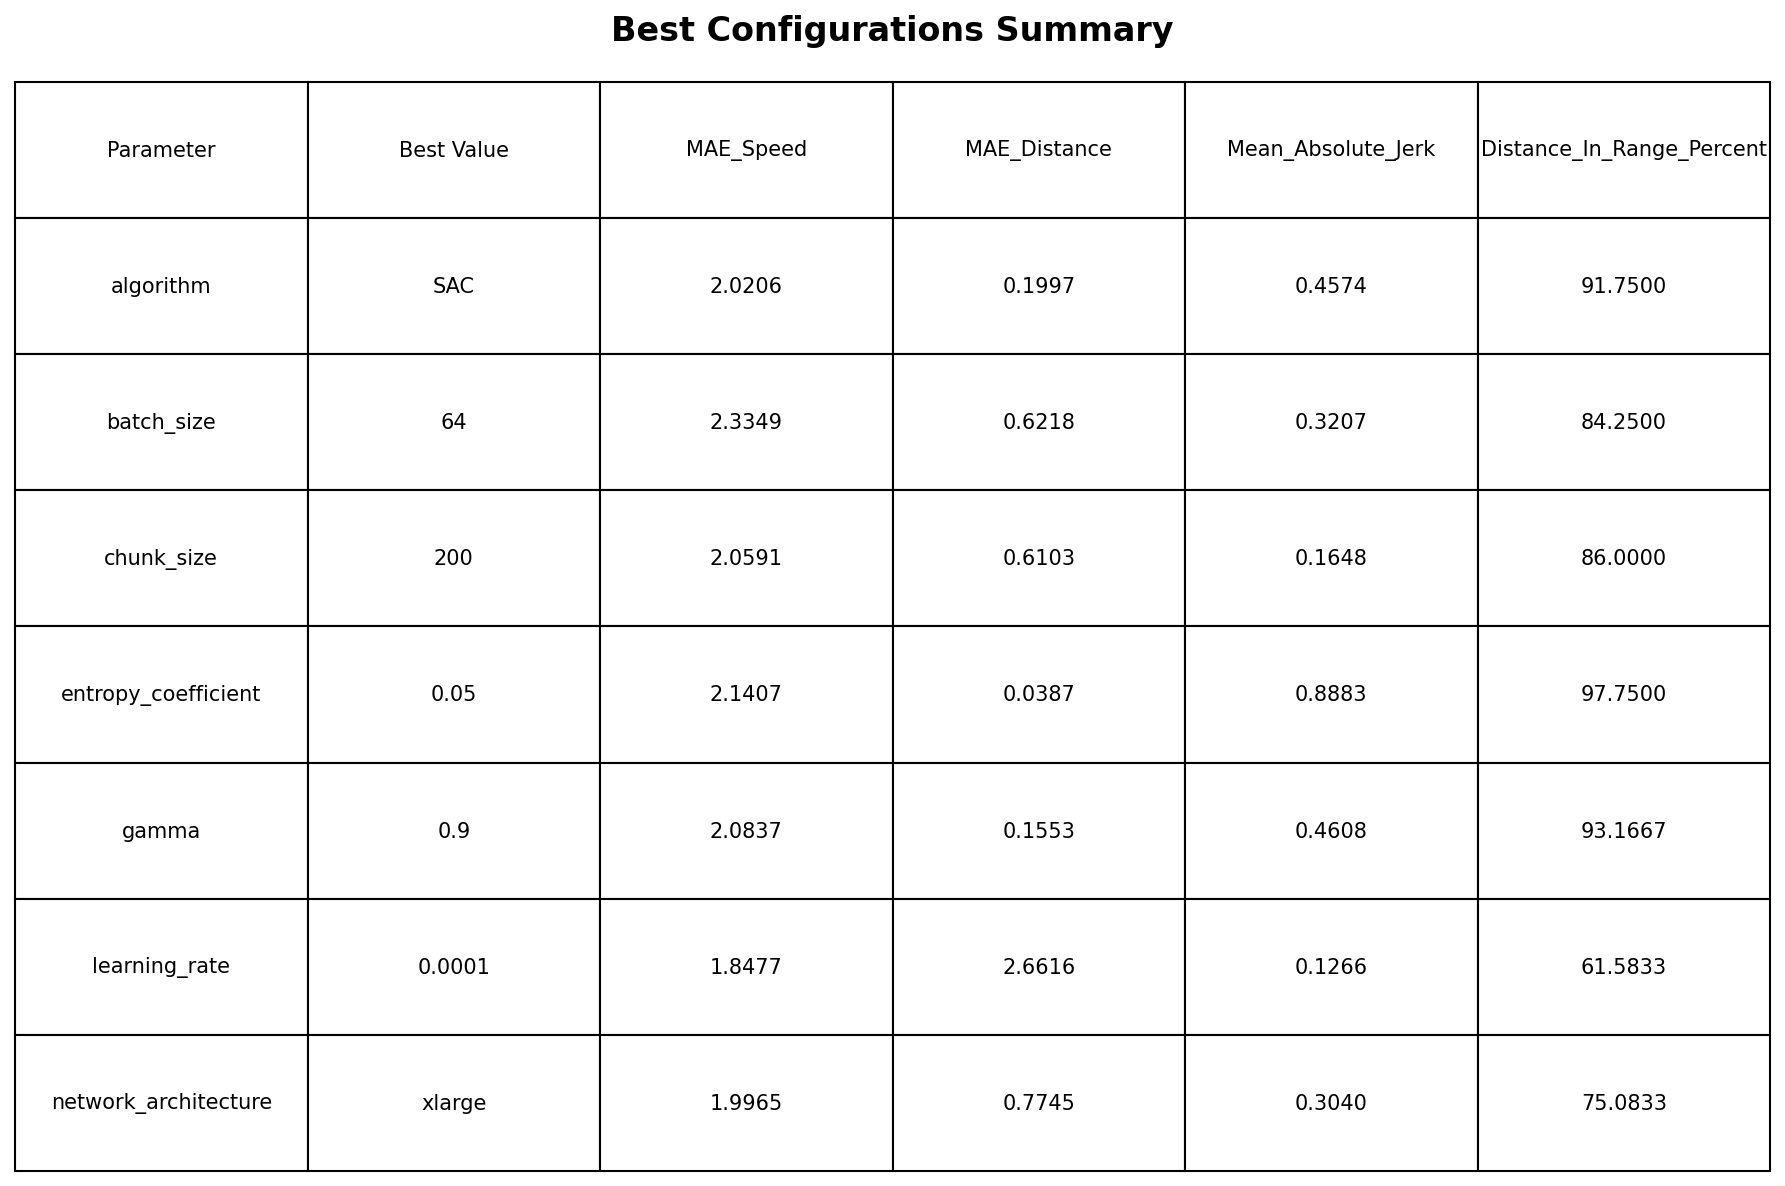 Best Configurations Summary
Parameter Best Value MAE_Speed MAE_Distance Mean_Absolute_Jerk Distance_In_Range_Percent
algorithm SAC 2.0206 0.1997 0.4574 91.7500
batch_size 64 2.3349 0.6218 0.3207 84.2500
chunk_size 200 2.0591 0.6103 0.1648 86.0000
entropy_coefficient 0.05 2.1407 0.0387 0.8883 97.7500
gamma 0.9 2.0837 0.1553 0.4608 93.1667
learning_rate 0.0001 1.8477 2.6616 0.1266 61.5833
network_architecture xlarge 1.9965 0.7745 0.3040 75.0833